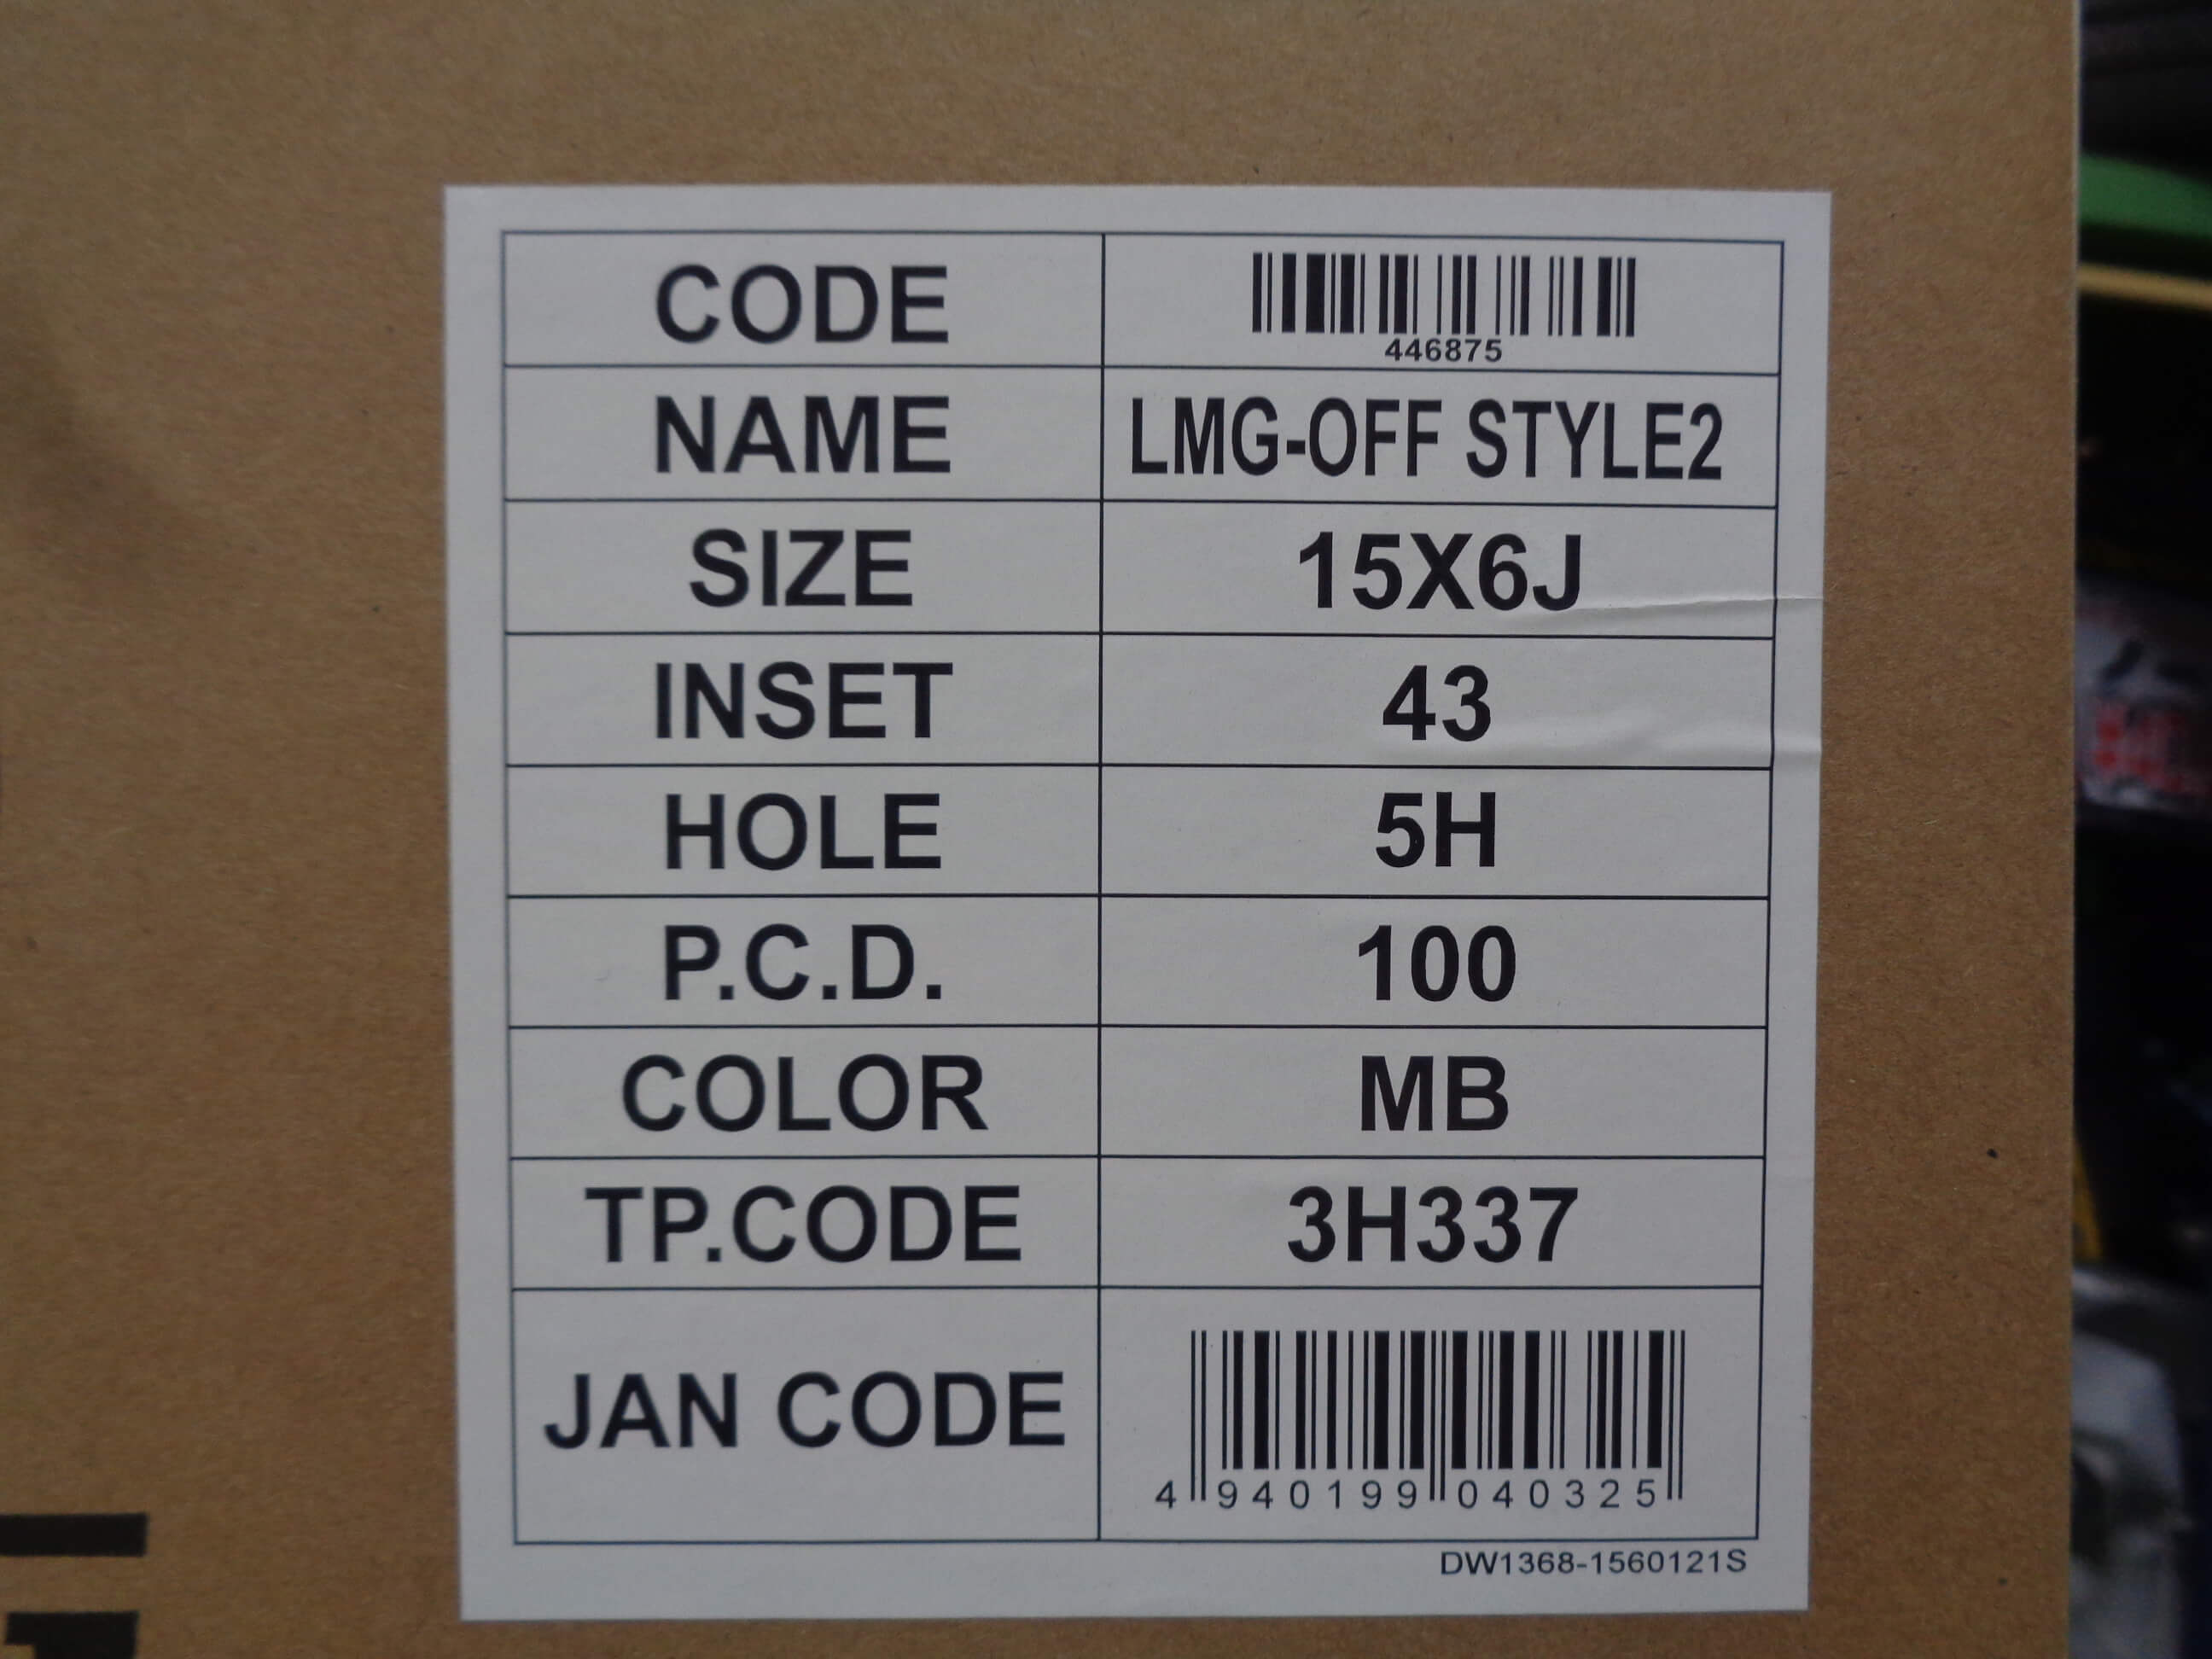 CODE 446875
NAME LMG-OFF STYLE2
SIZE 15X6J
INSET 43
HOLE 5H
P.C.D. 100
COLOR MB
TP.CODE 3H337
JAN CODE 4 940199 040325
DW1368-1560121S